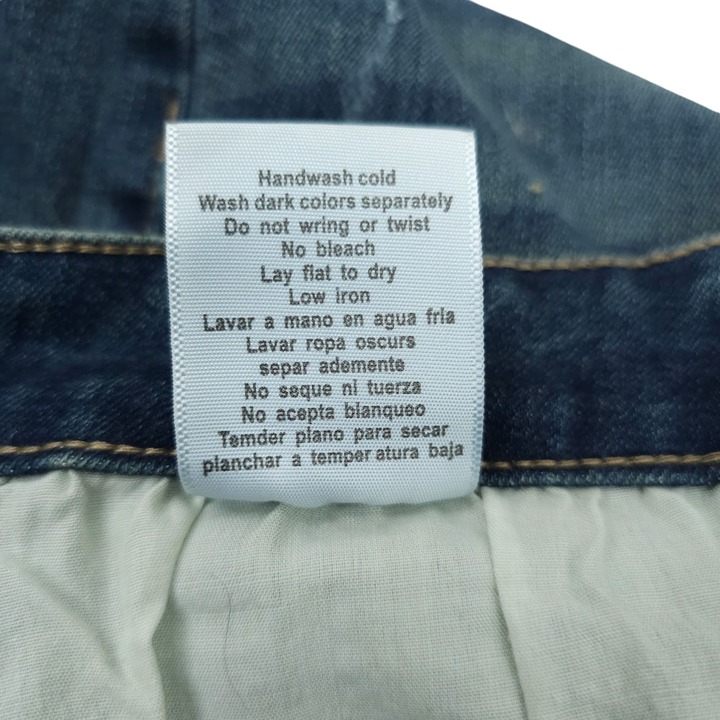 Handwash cold
Wash dark colors separately
Do not wring or twist
No bleach
Lay flat to dry
Low iron
Lavar a mano en agua fria
Lavar ropa oscurs
separ ademente
No seque ni tuerza
No acepta blanqueo
Temder plano para secar
planchar a temper atura baja